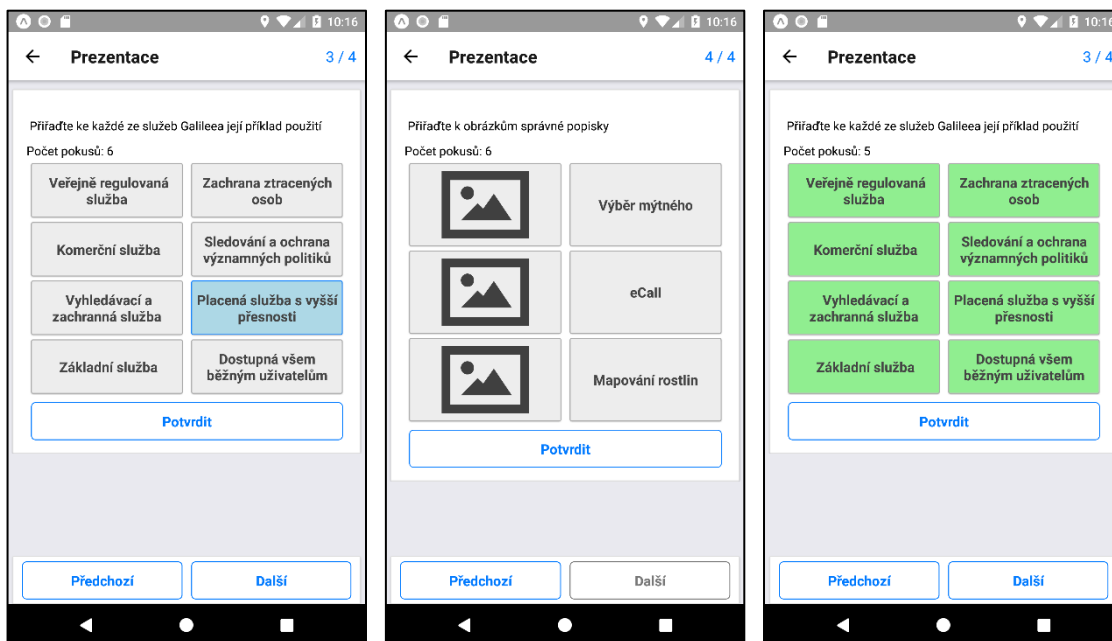 10:16
Prezentace
3 / 4
Přiřaďte ke každé ze služeb Galileea její příklad použití
Počet pokusů: 6
Veřejně regulovaná
služba
Zachrana ztracených
osob
Komerční služba
Sledování a ochrana
významných politiků
Vyhledávací a
zachranná služba
Placená služba s vyšší
přesnosti
Základní služba
Dostupná všem
běžným uživatelům
Potvrdit
Předchozí
Další
10:16
Prezentace
4 / 4
Přiřaďte k obrázkům správné popisky
Počet pokusů: 6
Výběr mýtného
eCall
Mapování rostlin
Potvrdit
Předchozí
Další
10:16
Prezentace
3 / 4
Přiřaďte ke každé ze služeb Galileea její příklad použití
Počet pokusů: 5
Veřejně regulovaná
služba
Zachrana ztracených
osob
Komerční služba
Sledování a ochrana
významných politiků
Vyhledávací a
zachranná služba
Placená služba s vyšší
přesnosti
Základní služba
Dostupná všem
běžným uživatelům
Potvrdit
Předchozí
Další